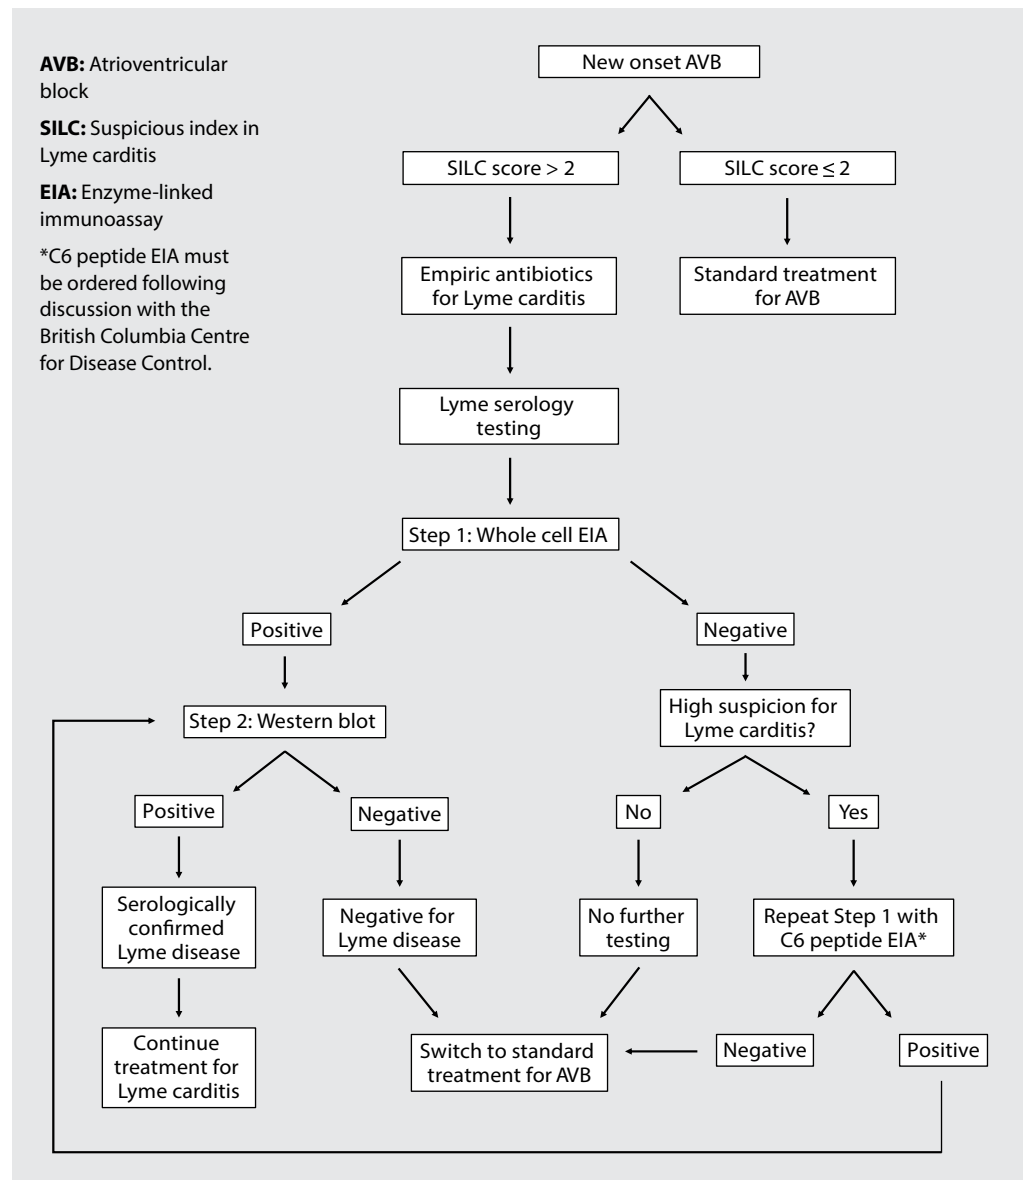 AVB: Atrioventricular
block
SILC: Suspicious index in
Lyme carditis
EIA: Enzyme-linked
immunoassay
*C6 peptide EIA must
be ordered following
discussion with the
British Columbia Centre
for Disease Control.
New onset AVB
SILC score > 2
SILC score ≤ 2
Empiric antibiotics
for Lyme carditis
Standard treatment
for AVB
Lyme serology
testing
Step 1: Whole cell EIA
Positive
Negative
Step 2: Western blot
High suspicion for
Lyme carditis?
Positive
Negative
No
Yes
Serologically
confirmed
Lyme disease
Negative for
Lyme disease
No further
testing
Repeat Step 1 with
C6 peptide EIA*
Continue
treatment for
Lyme carditis
Switch to standard
treatment for AVB
Negative
Positive